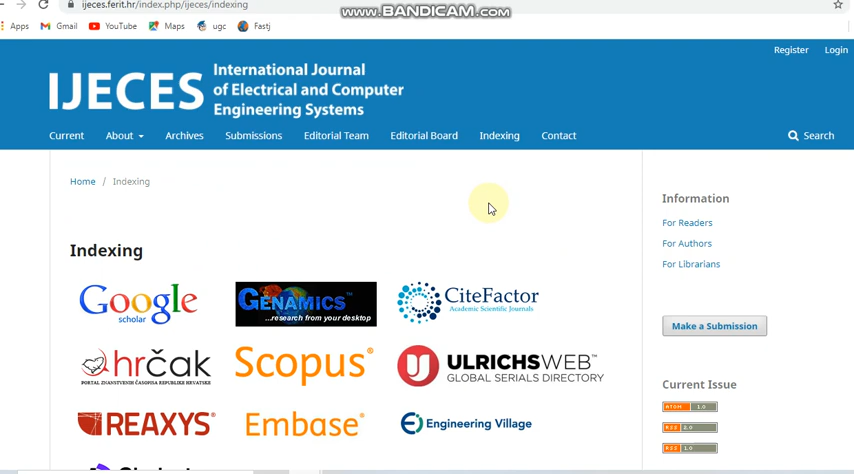 ijeces.ferit.hr/index.php/ijeces/indexing
www.BANDICAM.com
Apps Gmail YouTube Maps ugc Fastj
Register Login
IJECES
International Journal
of Electrical and Computer
Engineering Systems
Current About Archives Submissions Editorial Team Editorial Board Indexing Contact Search
Home / Indexing
Information
For Readers
For Authors
For Librarians
Indexing
Google
scholar
GENAMICS™
...research from your desktop
CiteFactor
Academic Scientific Journals
Make a Submission
hrčak
PORTAL ZNANSTVENIH ČASOPISA REPUBLIKE HRVATSKE
Scopus®
ULRICHSWEB™
GLOBAL SERIALS DIRECTORY
Current Issue
ATOM 1.0
RSS 2.0
RSS 1.0
REAXYS®
Embase®
Engineering Village